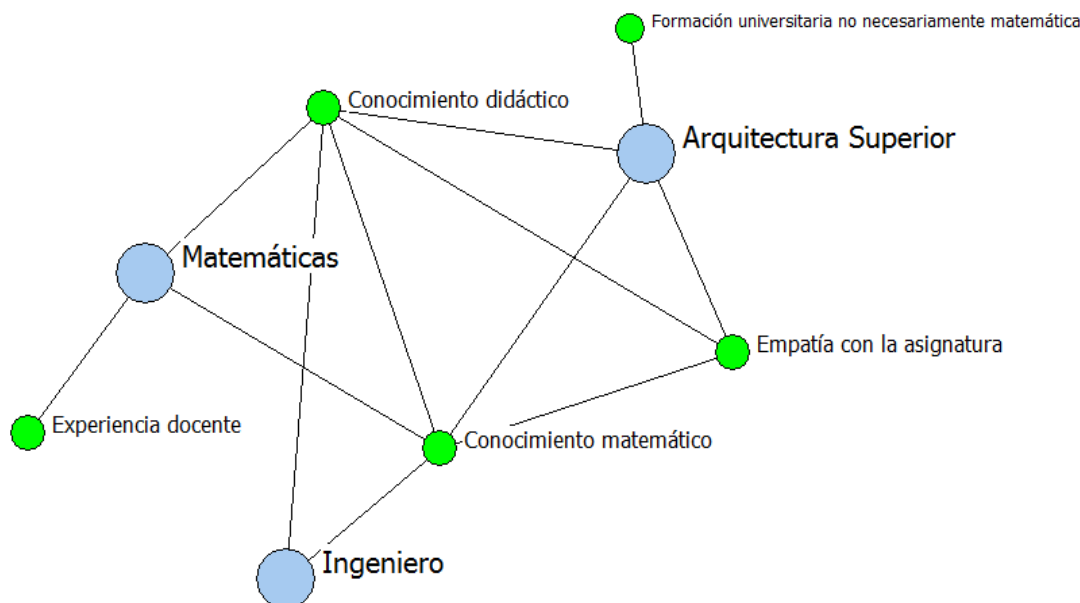 Formación universitaria no necesariamente matemática
Conocimiento didáctico
Arquitectura Superior
Matemáticas
Empatía con la asignatura
Experiencia docente
Conocimiento matemático
Ingeniero